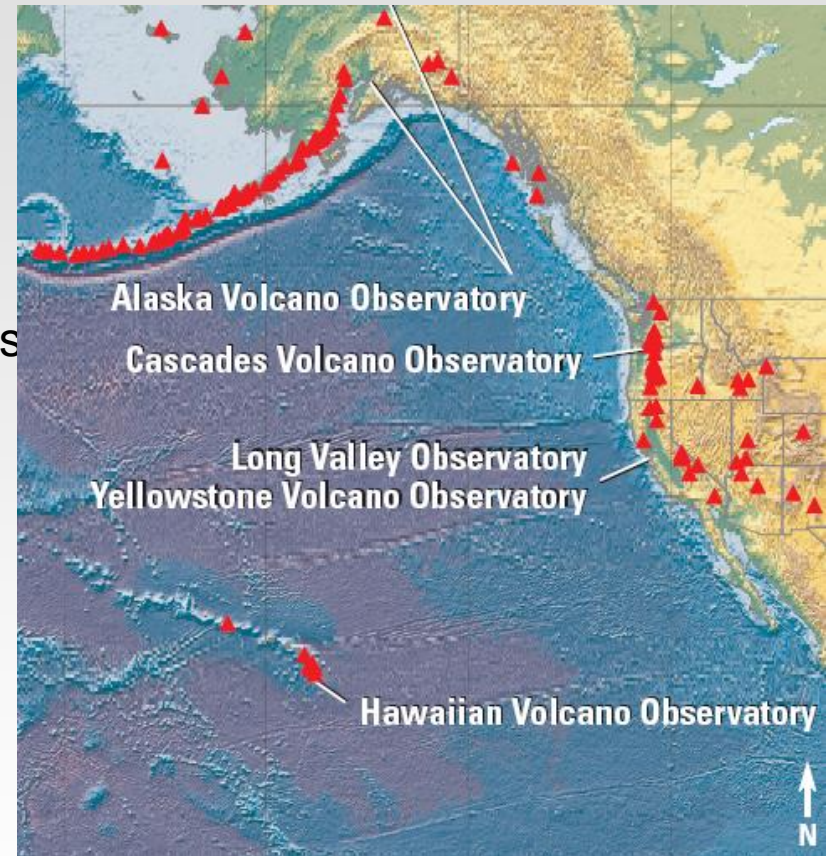 Alaska Volcano Observatory
s
Cascades Volcano Observatory
Long Valley Observatory
Yellowstone Volcano Observatory
Hawaiian Volcano Observatory
N